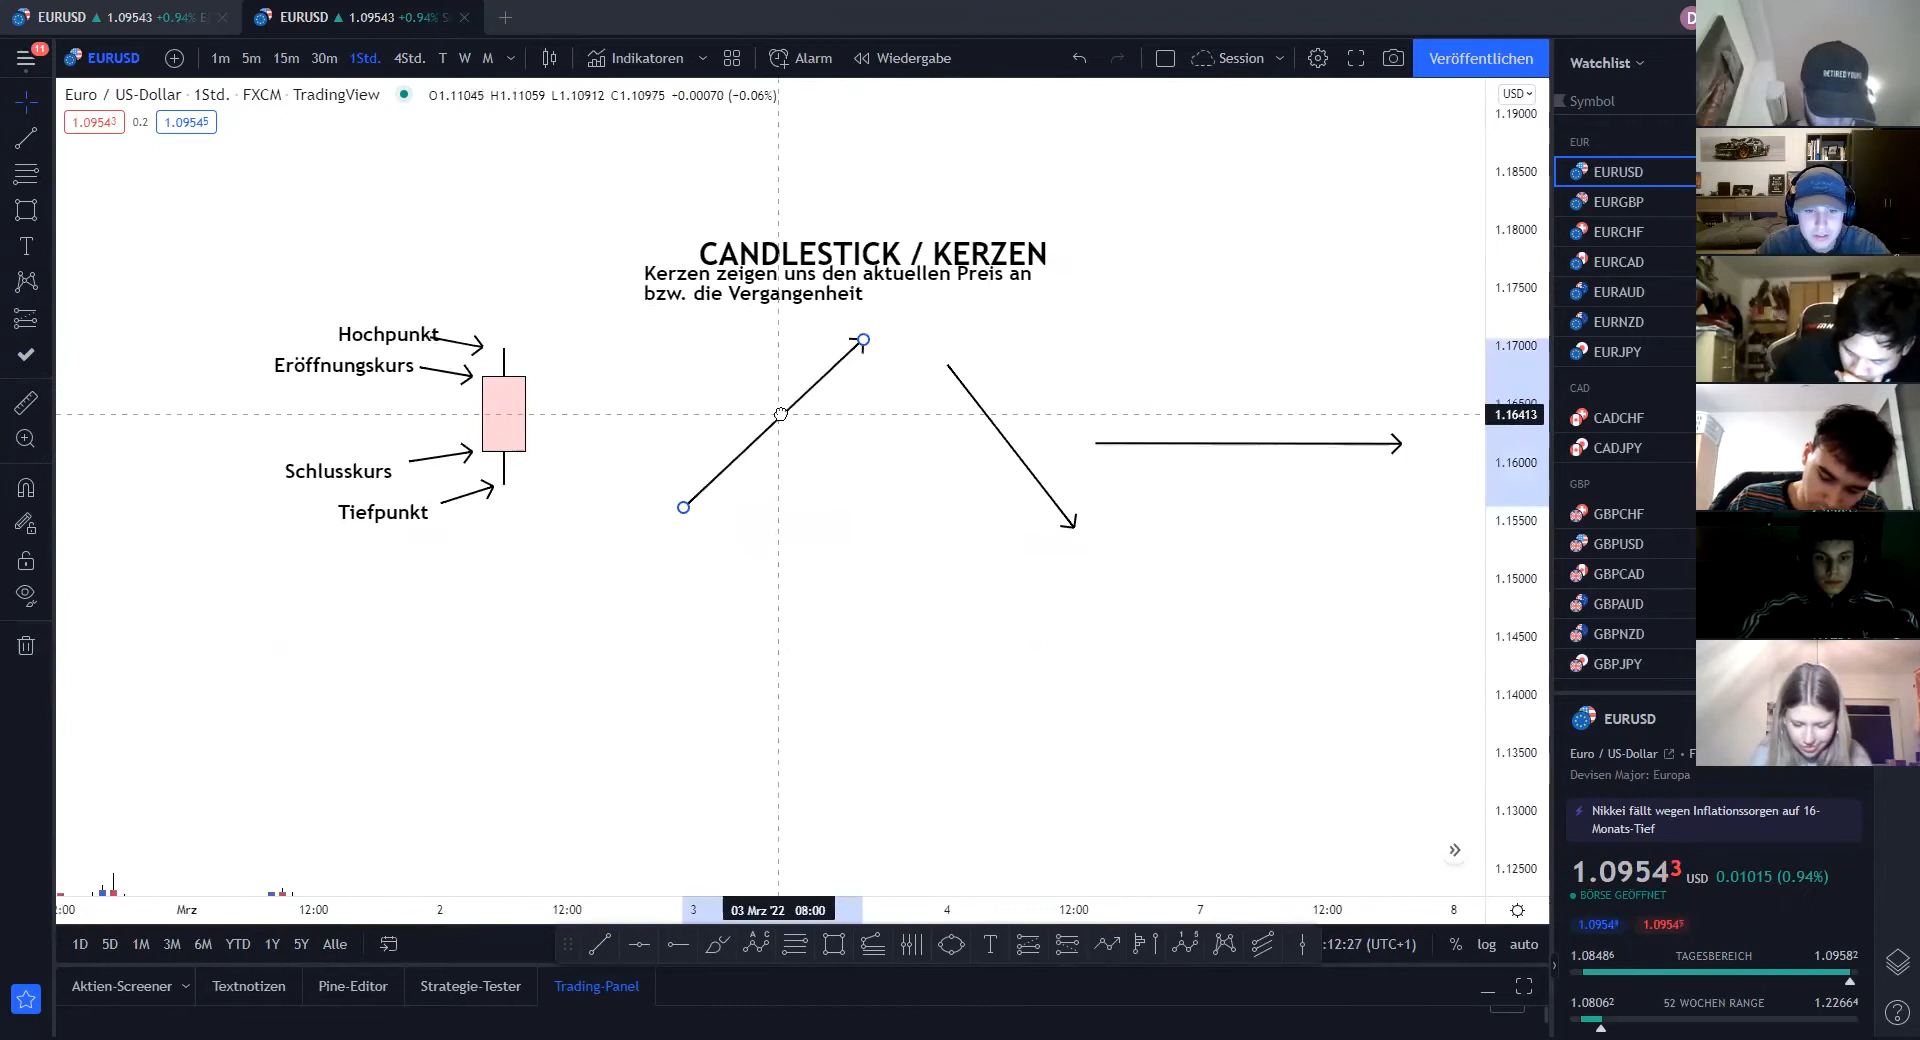 EURUSD ▲ 1.09543 +0.94% E
EURUSD ▲ 1.09543 +0.94% S
D
11
EURUSD
1m 5m 15m 30m 1Std. 4Std. T W M
Indikatoren
Alarm
Wiedergabe
Session
Veröffentlichen
Watchlist
Euro / US-Dollar · 1Std. · FXCM · TradingView
O1.11045 H1.11059 L1.10912 C1.10975 +0.00070 (−0.06%)
1.09543 0.2 1.09545
USD
Symbol
RETIRED YOUNG
CANDLESTICK / KERZEN
Kerzen zeigen uns den aktuellen Preis an
bzw. die Vergangenheit
Hochpunkt
Eröffnungskurs
Schlusskurs
Tiefpunkt
1.19000
1.18500
1.18000
1.17500
1.17000
1.16500
1.16413
1.16000
1.15500
1.15000
1.14500
1.14000
1.13500
1.13000
1.12500
EUR
EURUSD
EURGBP
EURCHF
EURCAD
EURAUD
EURNZD
EURJPY
CAD
CADCHF
CADJPY
GBP
GBPCHF
GBPUSD
GBPCAD
GBPAUD
GBPNZD
GBPJPY
EURUSD
Euro / US-Dollar • F
Devisen Major: Europa
Nikkei fällt wegen Inflationssorgen auf 16-
Monats-Tief
1.09543 USD 0.01015 (0.94%)
BÖRSE GEÖFFNET
1.08486 TAGESBEREICH 1.09582
1.08062 52 WOCHEN RANGE 1.22664
:00 Mrz 12:00 2 12:00 3 03 Mrz '22 08:00 4 12:00 7 12:00 8
1D 5D 1M 3M 6M YTD 1Y 5Y Alle
:12:27 (UTC+1) % log auto
Aktien-Screener Textnotizen Pine-Editor Strategie-Tester Trading-Panel